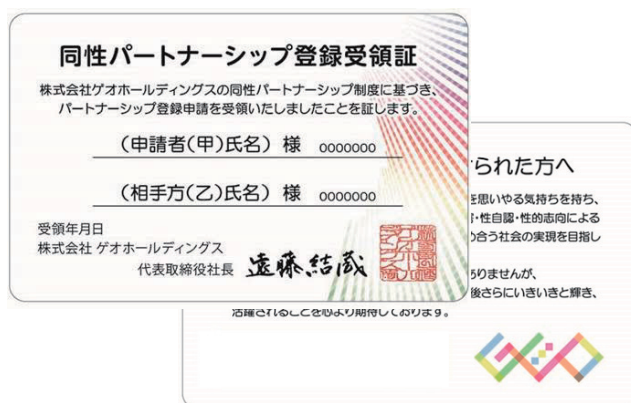 同性パートナーシップ登録受領証
株式会社ゲオホールディングスの同性パートナーシップ制度に基づき、
パートナーシップ登録申請を受領いたしましたことを証します。
(申請者(甲)氏名) 様 0000000
(相手方(乙)氏名) 様 0000000
受領年月日
株式会社 ゲオホールディングス
代表取締役社長 遠藤結蔵
られた方へ
を思いやる気持ちを持ち、
・性自認・性的志向による
合う社会の実現を目指し
ありませんが、
後さらにいきいきと輝き、
活躍されることを心より期待しております。
GEO